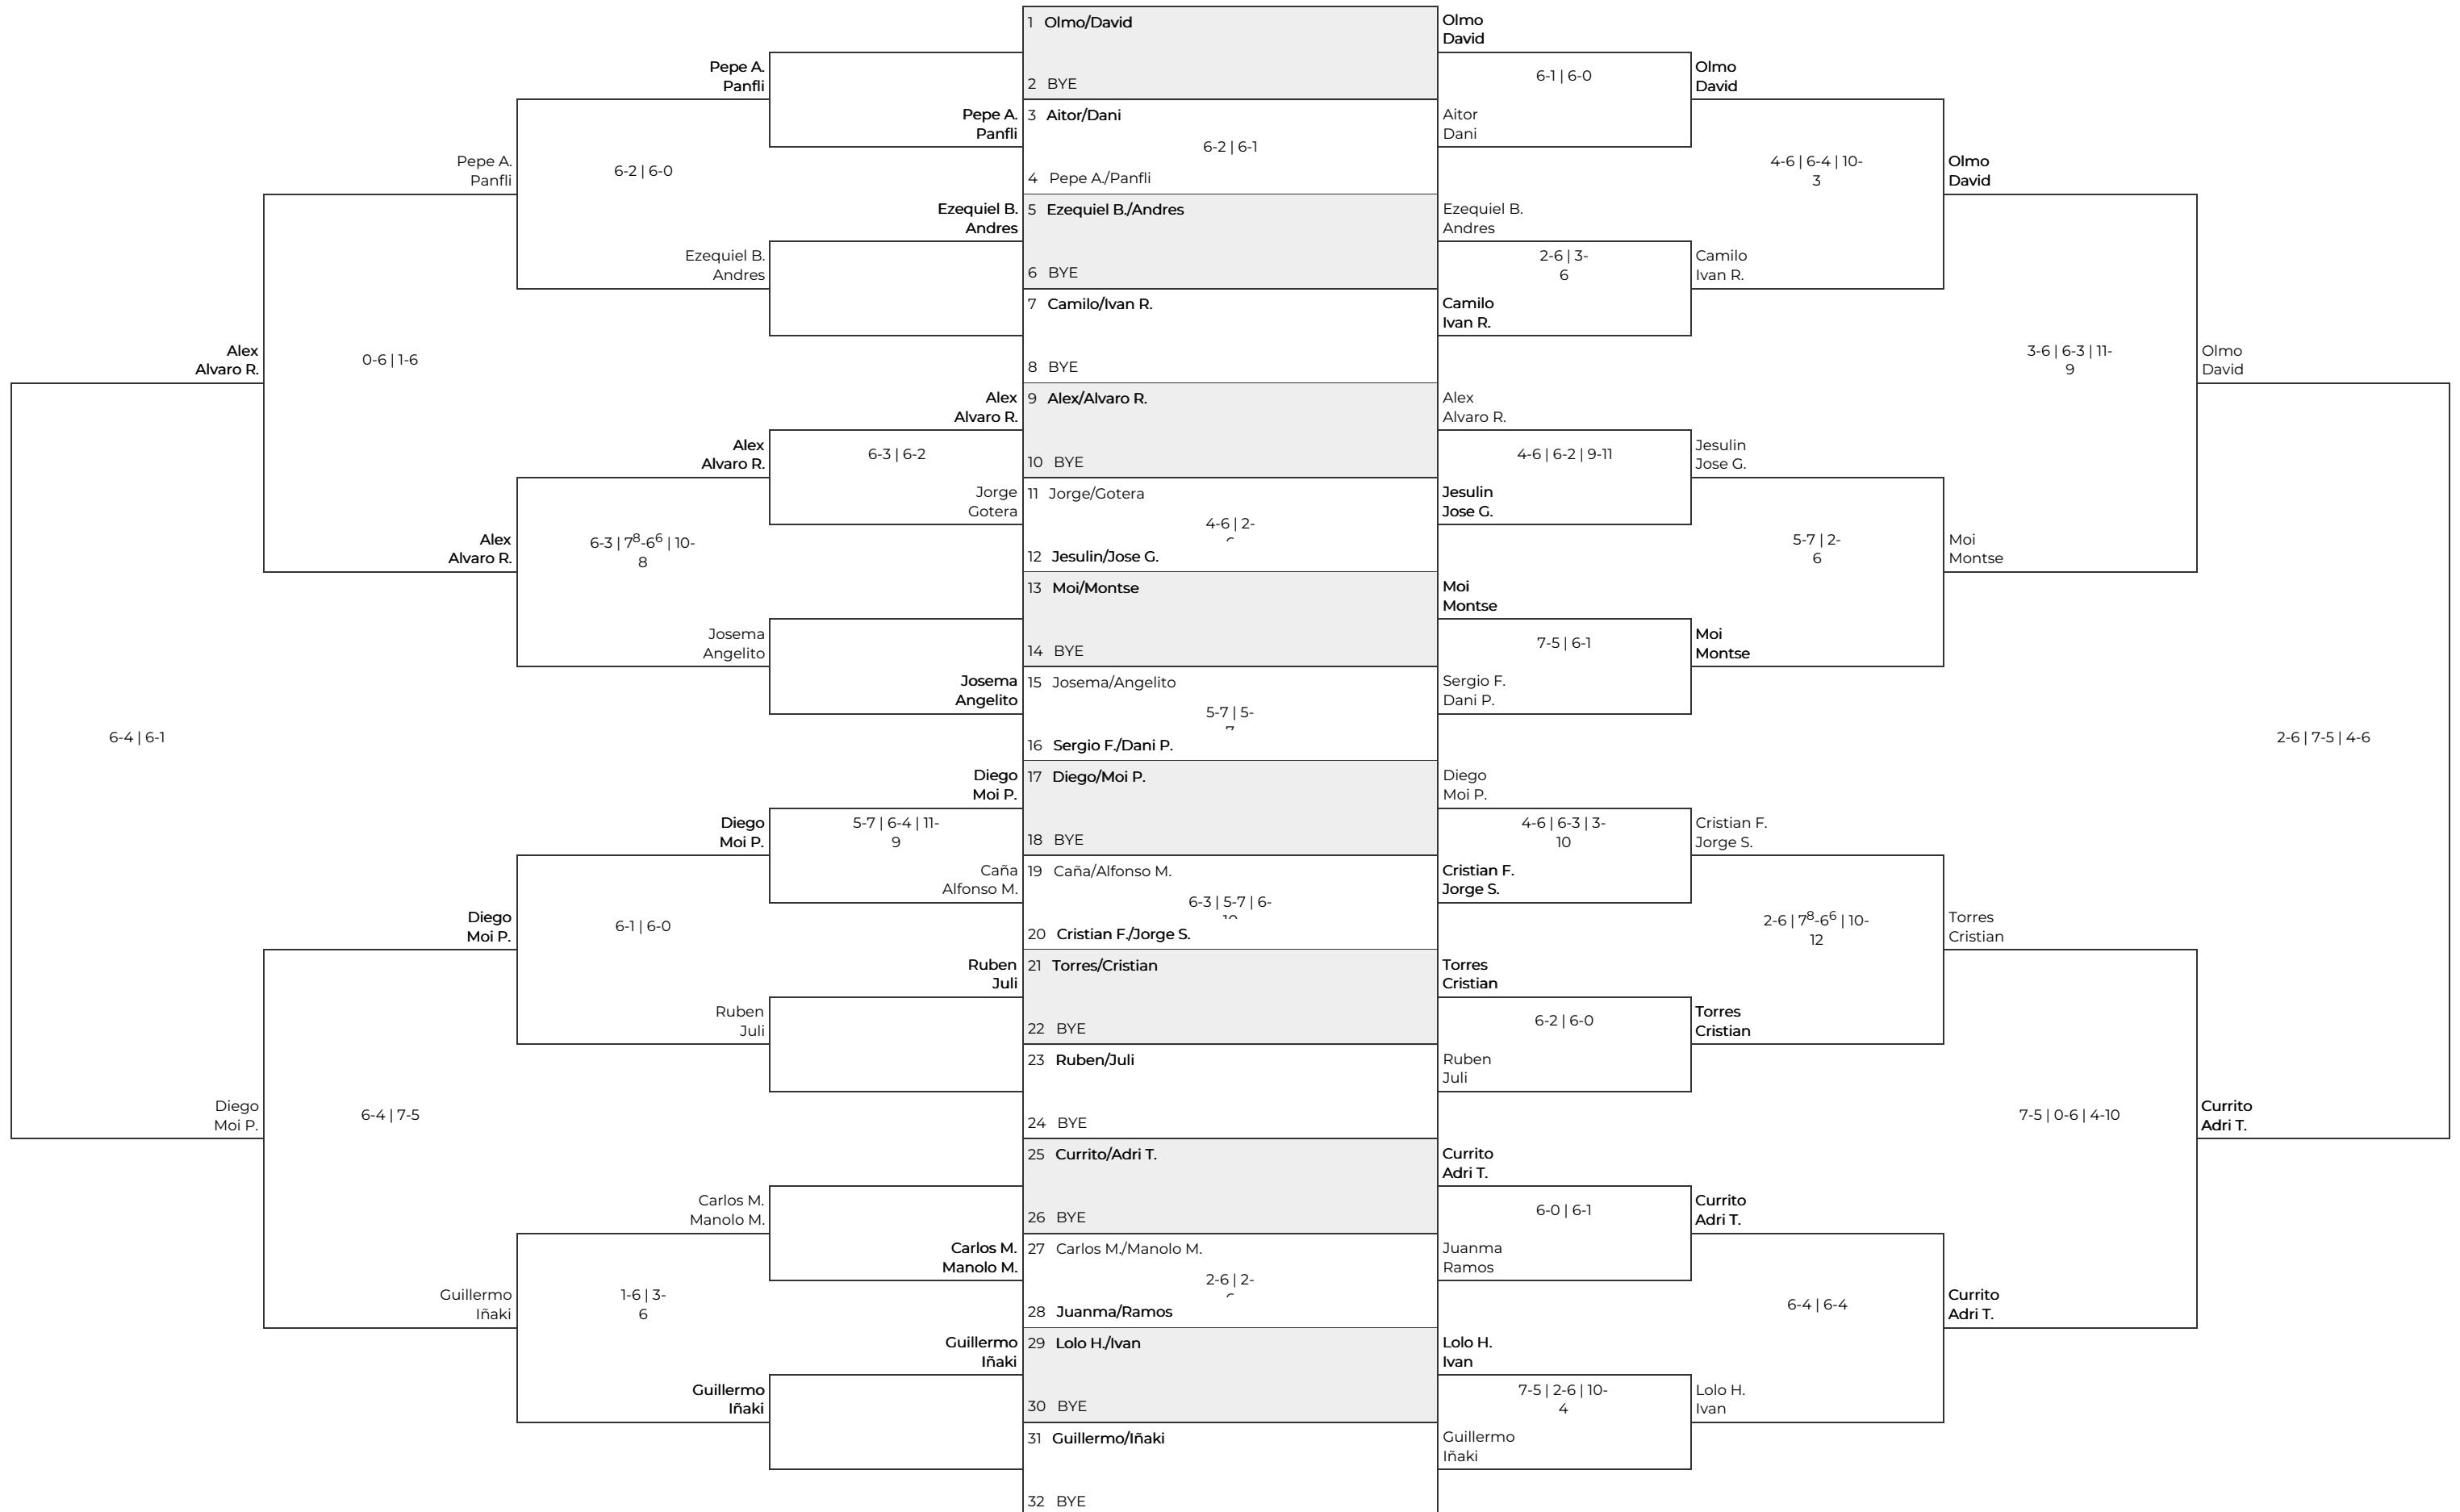 6-4 | 6-1
Alex
Alvaro R.
0-6 | 1-6
Diego
Moi P.
6-4 | 7-5
Pepe A.
Panfli
6-2 | 6-0
Alex
Alvaro R.
6-3 | 7⁸-6⁶ | 10-
8
Diego
Moi P.
6-1 | 6-0
Guillermo
Iñaki
1-6 | 3-
6
Pepe A.
Panfli
Ezequiel B.
Andres
Alex
Alvaro R.
6-3 | 6-2
Josema
Angelito
Diego
Moi P.
5-7 | 6-4 | 11-
9
Ruben
Juli
Carlos M.
Manolo M.
Guillermo
Iñaki
Pepe A.
Panfli
Ezequiel B.
Andres
Alex
Alvaro R.
Jorge
Gotera
Josema
Angelito
Diego
Moi P.
Caña
Alfonso M.
Ruben
Juli
Carlos M.
Manolo M.
Guillermo
Iñaki
1 Olmo/David
2 BYE
3 Aitor/Dani
6-2 | 6-1
4 Pepe A./Panfli
5 Ezequiel B./Andres
6 BYE
7 Camilo/Ivan R.
8 BYE
9 Alex/Alvaro R.
10 BYE
11 Jorge/Gotera
4-6 | 2-
12 Jesulin/Jose G.
13 Moi/Montse
14 BYE
15 Josema/Angelito
5-7 | 5-
16 Sergio F./Dani P.
17 Diego/Moi P.
18 BYE
19 Caña/Alfonso M.
6-3 | 5-7 | 6-
20 Cristian F./Jorge S.
21 Torres/Cristian
22 BYE
23 Ruben/Juli
24 BYE
25 Currito/Adri T.
26 BYE
27 Carlos M./Manolo M.
2-6 | 2-
28 Juanma/Ramos
29 Lolo H./Ivan
30 BYE
31 Guillermo/Iñaki
32 BYE
Olmo
David
6-1 | 6-0
Aitor
Dani
Ezequiel B.
Andres
2-6 | 3-
6
Camilo
Ivan R.
Alex
Alvaro R.
4-6 | 6-2 | 9-11
Jesulin
Jose G.
Moi
Montse
7-5 | 6-1
Sergio F.
Dani P.
Diego
Moi P.
4-6 | 6-3 | 3-
10
Cristian F.
Jorge S.
Torres
Cristian
6-2 | 6-0
Ruben
Juli
Currito
Adri T.
6-0 | 6-1
Juanma
Ramos
Lolo H.
Ivan
7-5 | 2-6 | 10-
4
Guillermo
Iñaki
Olmo
David
4-6 | 6-4 | 10-
3
Camilo
Ivan R.
Jesulin
Jose G.
5-7 | 2-
6
Moi
Montse
Cristian F.
Jorge S.
2-6 | 7⁸-6⁶ | 10-
12
Torres
Cristian
Currito
Adri T.
6-4 | 6-4
Lolo H.
Ivan
Olmo
David
3-6 | 6-3 | 11-
9
Moi
Montse
Torres
Cristian
7-5 | 0-6 | 4-10
Currito
Adri T.
Olmo
David
2-6 | 7-5 | 4-6
Currito
Adri T.